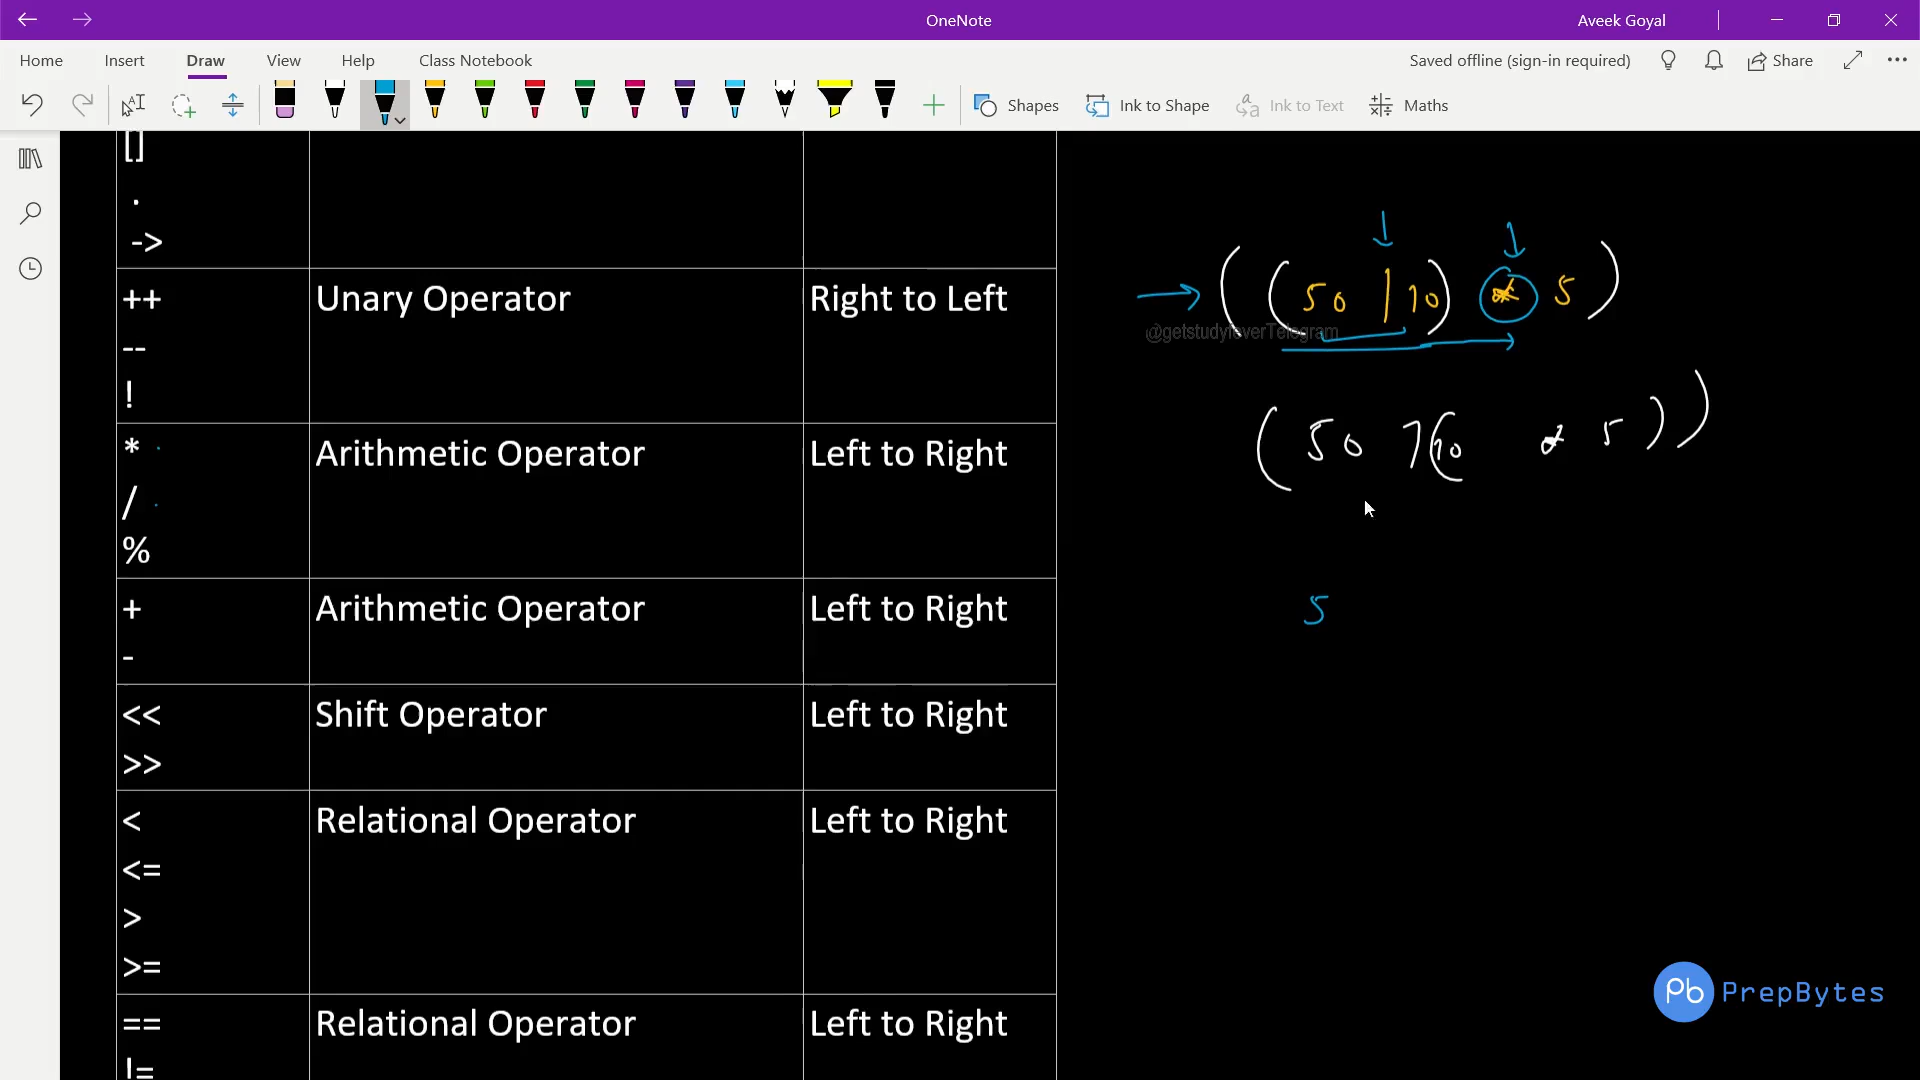 OneNote
Aveek Goyal
Home Insert Draw View Help Class Notebook
Saved offline (sign-in required) Share
Shapes Ink to Shape Ink to Text Maths
[]
.
->
++ Unary Operator Right to Left
--
!
* Arithmetic Operator Left to Right
/
%
+ Arithmetic Operator Left to Right
-
<< Shift Operator Left to Right
>>
< Relational Operator Left to Right
<=
>
>=
== Relational Operator Left to Right
!=
((50 / 10) * 5)
@getstudyfeverTelegram
(50 /(10 * 5))
5
Pb PrepBytes